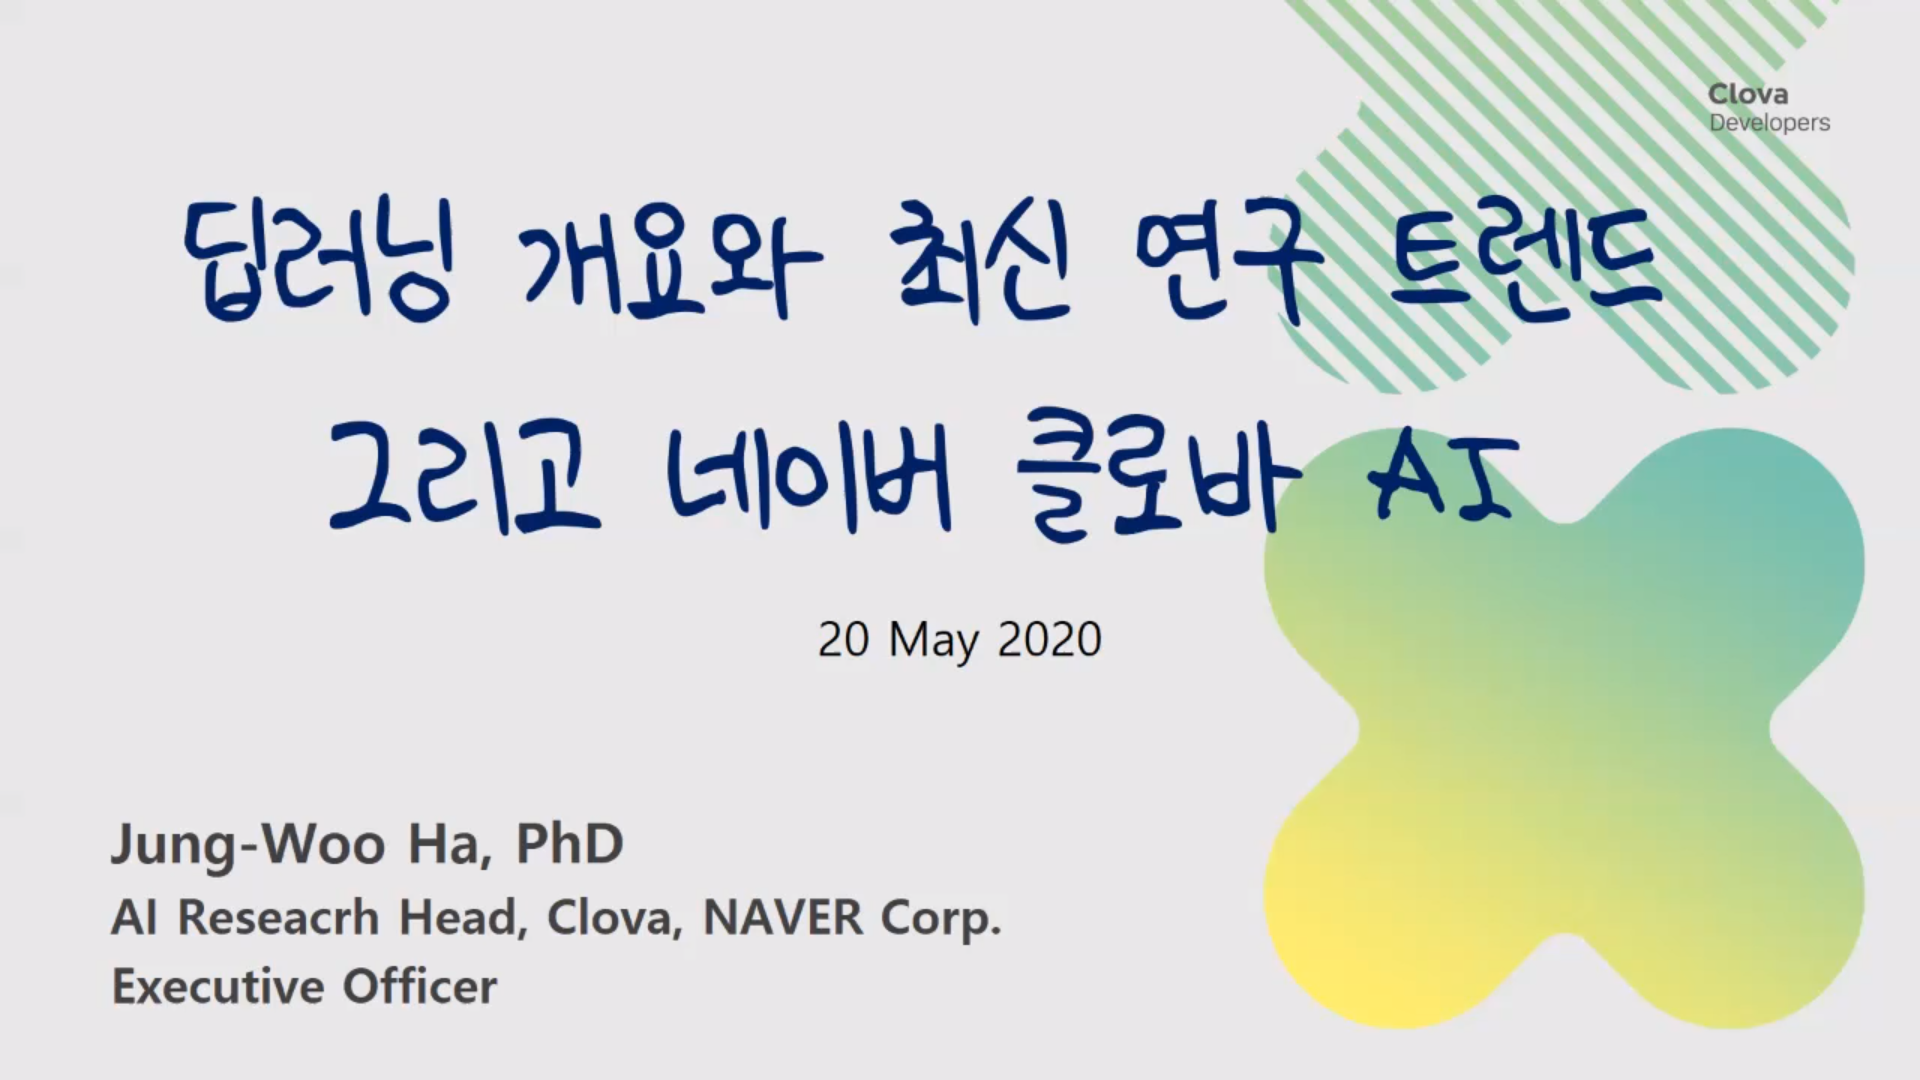 Clova
Developers
딥러닝 개요와 최신 연구 트렌드
그리고 네이버 클로바 AI
20 May 2020
Jung-Woo Ha, PhD
AI Reseacrh Head, Clova, NAVER Corp.
Executive Officer